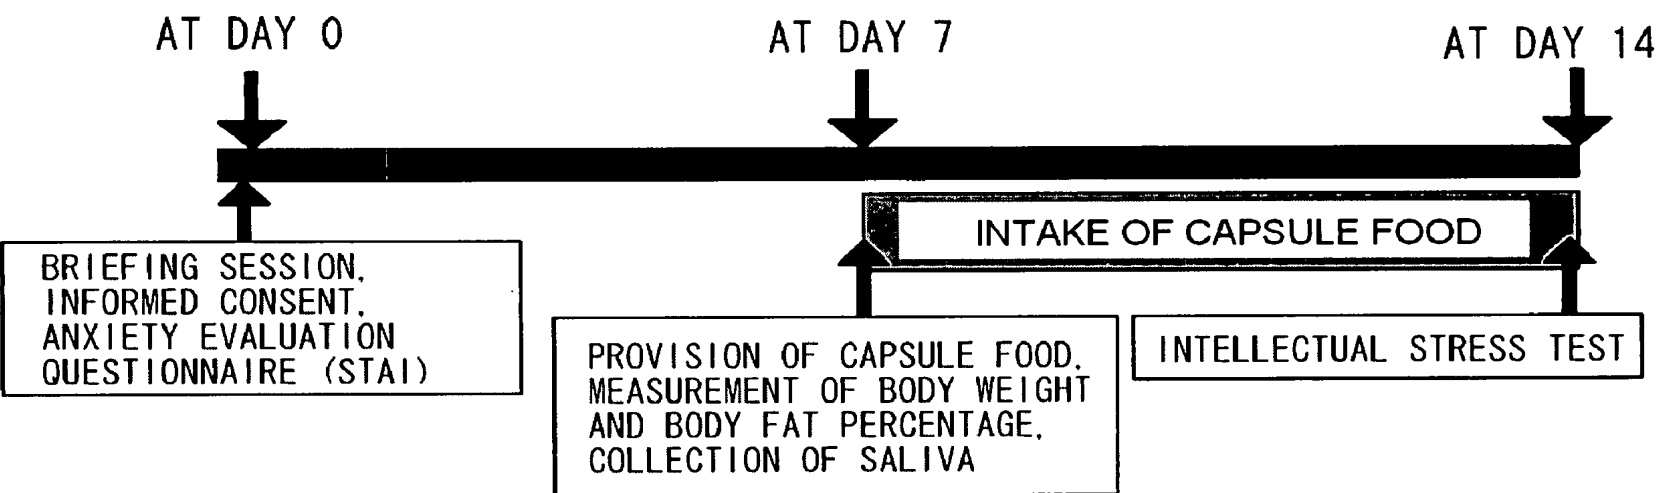 AT DAY 0
AT DAY 7
AT DAY 14
INTAKE OF CAPSULE FOOD
BRIEFING SESSION,
INFORMED CONSENT,
ANXIETY EVALUATION
QUESTIONNAIRE (STAI)
PROVISION OF CAPSULE FOOD,
MEASUREMENT OF BODY WEIGHT
AND BODY FAT PERCENTAGE,
COLLECTION OF SALIVA
INTELLECTUAL STRESS TEST